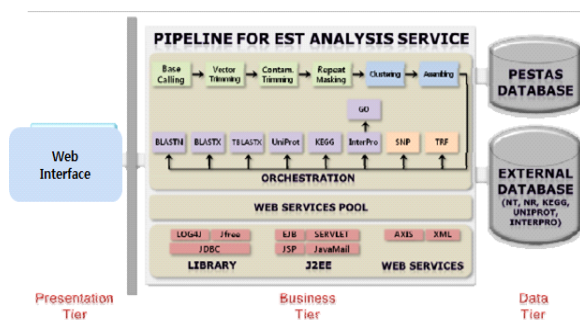 PIPELINE FOR EST ANALYSIS SERVICE
Base Calling
Vector Trimming
Contam. Trimming
Repeat Masking
Clustering
Assembling
GO
BLASTN
BLASTX
TBLASTX
UniProt
KEGG
InterPro
SNP
TRF
ORCHESTRATION
WEB SERVICES POOL
LOG4J
Jfree
JDBC
LIBRARY
EJB
SERVLET
JSP
JavaMail
J2EE
AXIS
XML
WEB SERVICES
Web
Interface
PESTAS
DATABASE
EXTERNAL
DATABASE
(NT, NR, KEGG,
UNIPROT,
INTERPRO)
Presentation
Tier
Business
Tier
Data
Tier